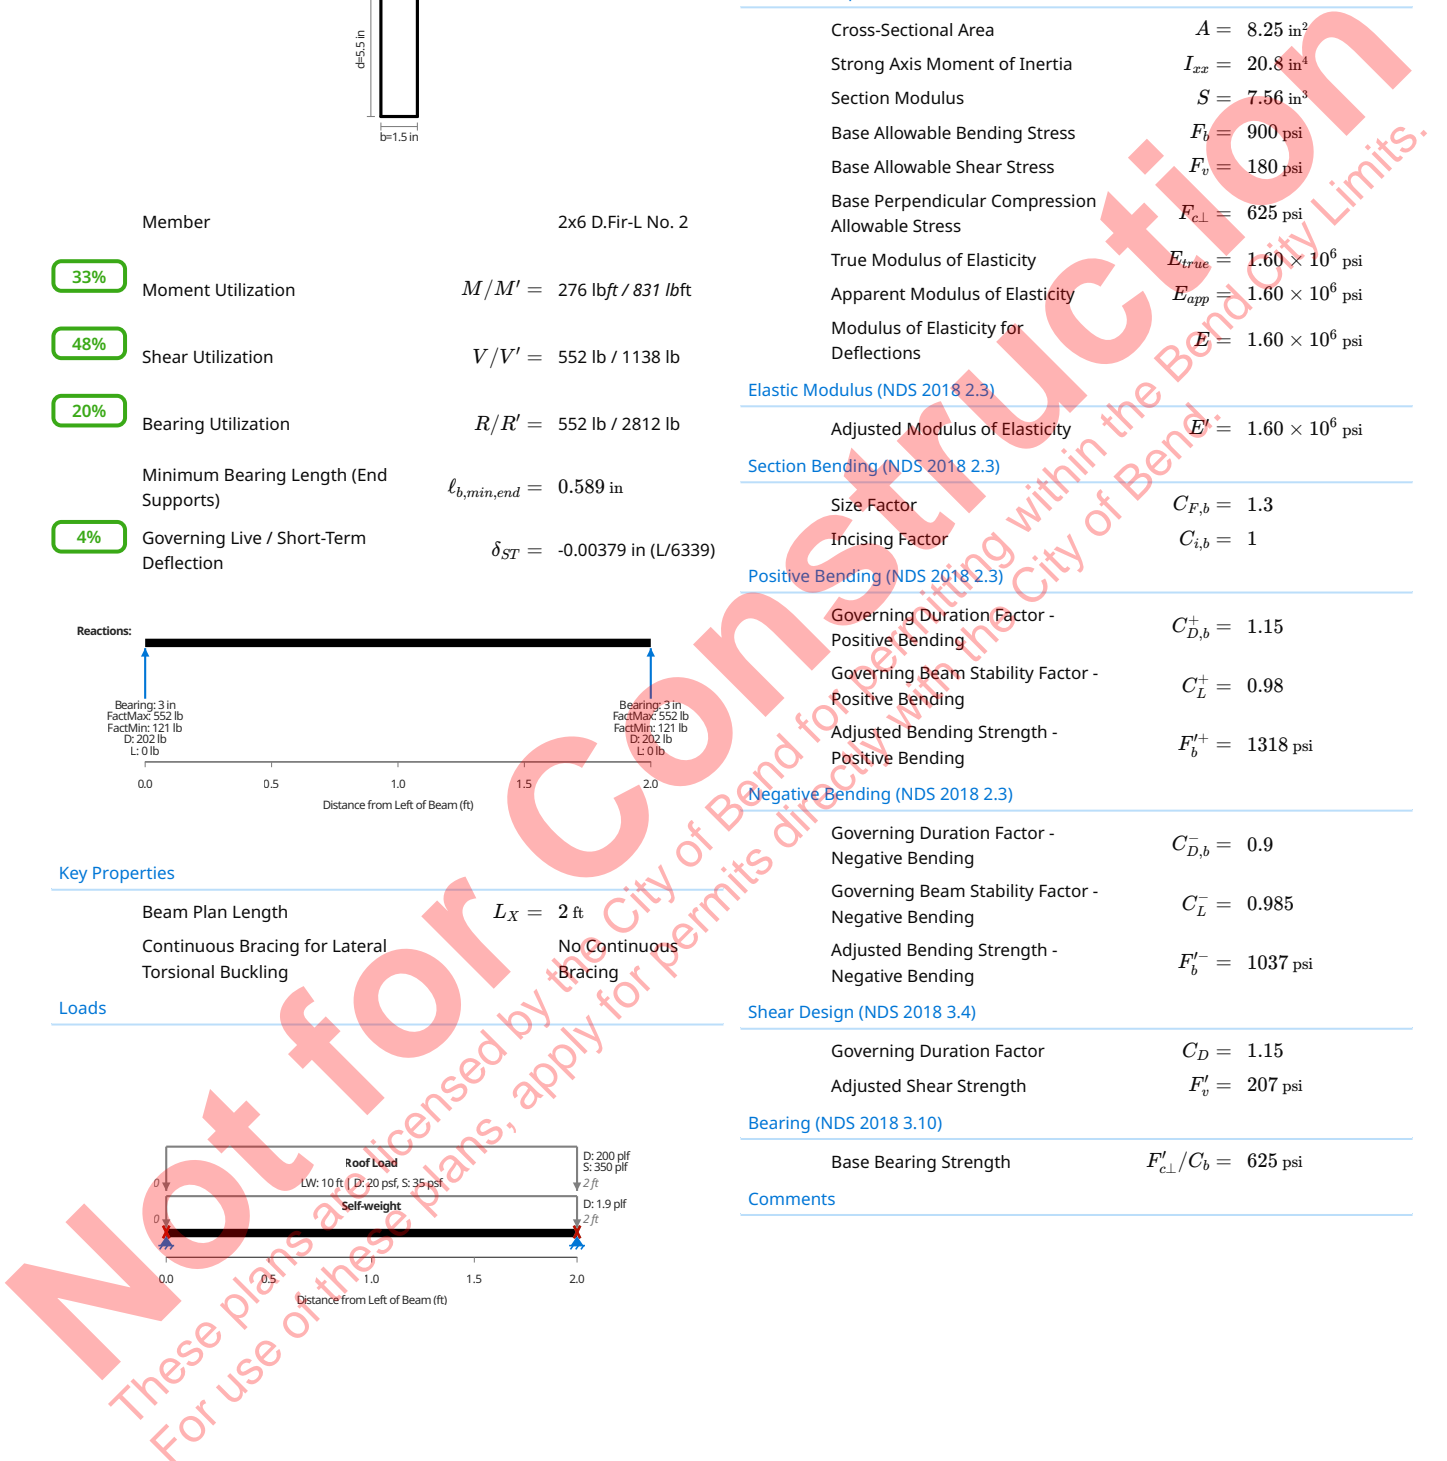 d=5.5 in
b=1.5 in
Member 2x6 D.Fir-L No. 2
33%
Moment Utilization M/M′ = 276 lbft / 831 lbft
48%
Shear Utilization V/V′ = 552 lb / 1138 lb
20%
Bearing Utilization R/R′ = 552 lb / 2812 lb
Minimum Bearing Length (End
Supports) ℓb,min,end = 0.589 in
4%
Governing Live / Short-Term
Deflection δST = -0.00379 in (L/6339)
Reactions:
Bearing: 3 in
FactMax: 552 lb
FactMin: 121 lb
D: 202 lb
L: 0 lb
Bearing: 3 in
FactMax: 552 lb
FactMin: 121 lb
D: 202 lb
L: 0 lb
0.0 0.5 1.0 1.5 2.0
Distance from Left of Beam (ft)
Key Properties
Beam Plan Length LX = 2 ft
Continuous Bracing for Lateral
Torsional Buckling
No Continuous
Bracing
Loads
Roof Load
LW: 10 ft | D: 20 psf, S: 35 psf
D: 200 plf
S: 350 plf
0 2 ft
Self-weight
D: 1.9 plf
0 2 ft
0.0 0.5 1.0 1.5 2.0
Distance from Left of Beam (ft)
Cross-Sectional Area A = 8.25 in²
Strong Axis Moment of Inertia Ixx = 20.8 in⁴
Section Modulus S = 7.56 in³
Base Allowable Bending Stress Fb = 900 psi
Base Allowable Shear Stress Fv = 180 psi
Base Perpendicular Compression
Allowable Stress Fc⊥ = 625 psi
True Modulus of Elasticity Etrue = 1.60 × 10⁶ psi
Apparent Modulus of Elasticity Eapp = 1.60 × 10⁶ psi
Modulus of Elasticity for
Deflections E = 1.60 × 10⁶ psi
Elastic Modulus (NDS 2018 2.3)
Adjusted Modulus of Elasticity E′ = 1.60 × 10⁶ psi
Section Bending (NDS 2018 2.3)
Size Factor CF,b = 1.3
Incising Factor Ci,b = 1
Positive Bending (NDS 2018 2.3)
Governing Duration Factor -
Positive Bending C⁺D,b = 1.15
Governing Beam Stability Factor -
Positive Bending C⁺L = 0.98
Adjusted Bending Strength -
Positive Bending F′⁺b = 1318 psi
Negative Bending (NDS 2018 2.3)
Governing Duration Factor -
Negative Bending C⁻D,b = 0.9
Governing Beam Stability Factor -
Negative Bending C⁻L = 0.985
Adjusted Bending Strength -
Negative Bending F′⁻b = 1037 psi
Shear Design (NDS 2018 3.4)
Governing Duration Factor CD = 1.15
Adjusted Shear Strength F′v = 207 psi
Bearing (NDS 2018 3.10)
Base Bearing Strength F′c⊥/Cb = 625 psi
Comments
Not for Construction
These plans are licensed by the City of Bend for permitting within the Bend City Limits.
For use of these plans, apply for permits directly with the City of Bend.